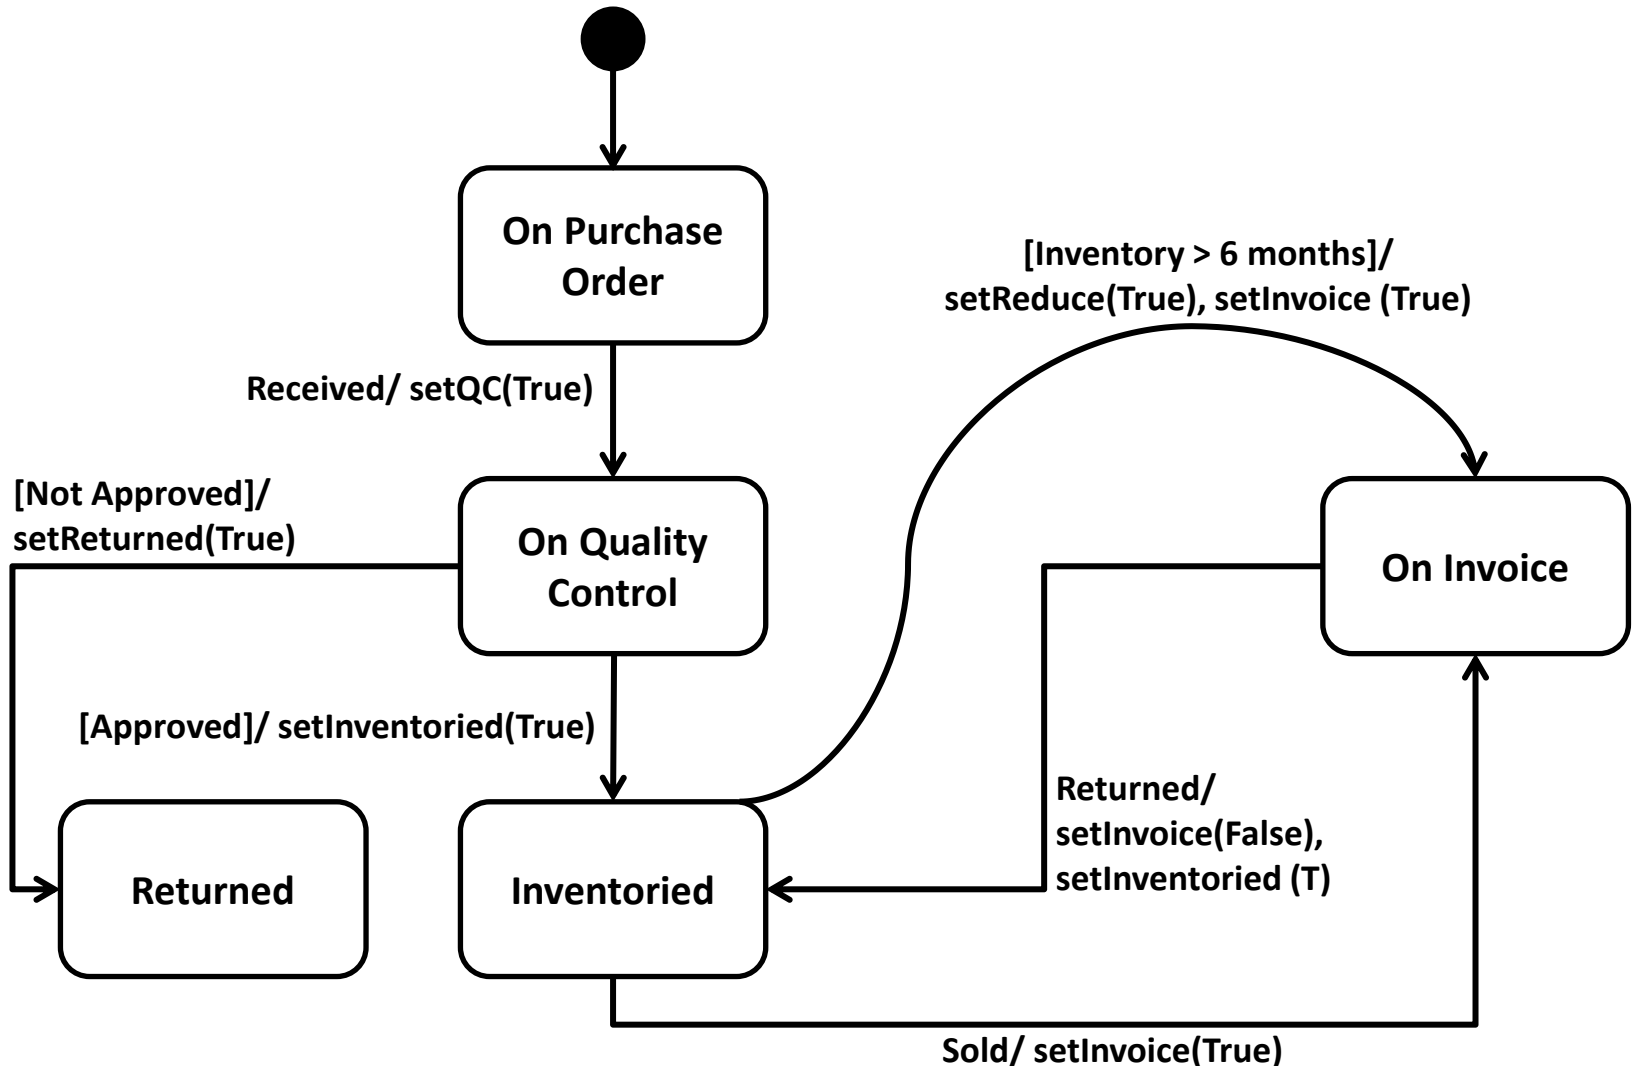 On Purchase
Order
[Inventory > 6 months]/
setReduce(True), setInvoice (True)
Received/ setQC(True)
[Not Approved]/
setReturned(True)
On Quality
Control
On Invoice
[Approved]/ setInventoried(True)
Returned/
setInvoice(False),
setInventoried (T)
Returned
Inventoried
Sold/ setInvoice(True)